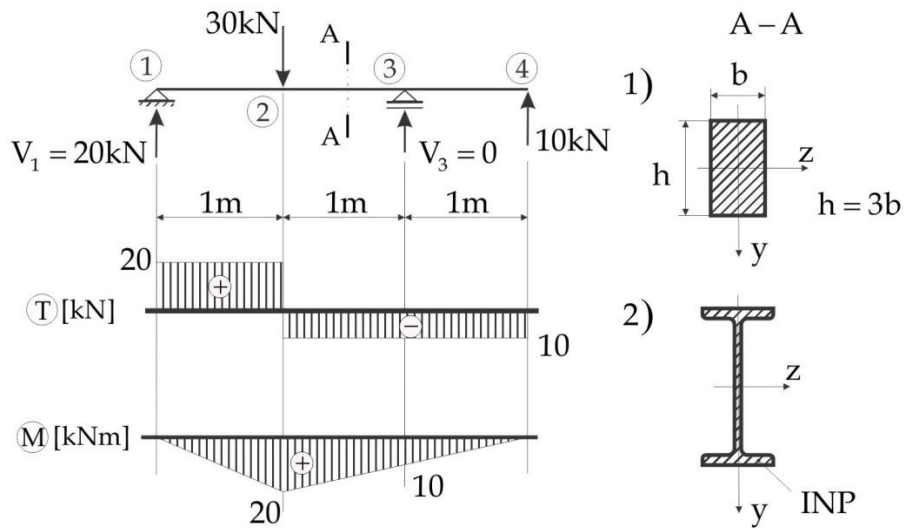 30kN
A
A – A
1
3
4
1)
b
2
A
h
z
V₁ = 20kN
V₃ = 0
10kN
h = 3b
1m
1m
1m
y
20
+
T [kN]
–
10
2)
z
M [kNm]
+
10
20
INP
y